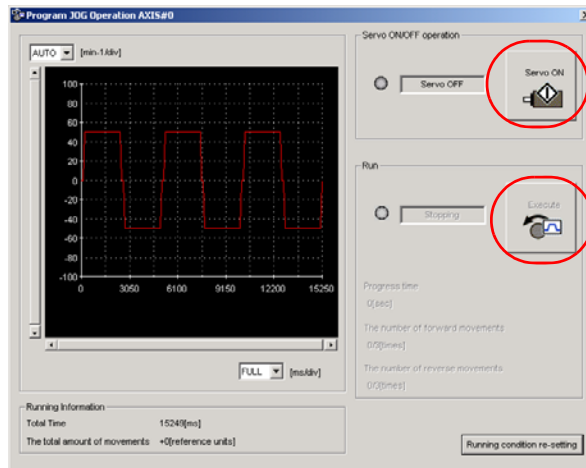 Program JOG Operation AXIS#0
AUTO [min-1/div]
100
80
60
40
20
0
-20
-40
-60
-80
-100
0 3050 6100 9150 12200 15250
FULL [ms/div]
Running Information
Total Time 15249[ms]
The total amount of movements +0[reference units]
Servo ON/OFF operation
Servo OFF
Servo ON
Run
Stopping
Execute
Progress time
0[sec]
The number of forward movements
0/3[times]
The number of reverse movements
0/3[times]
Running condition re-setting